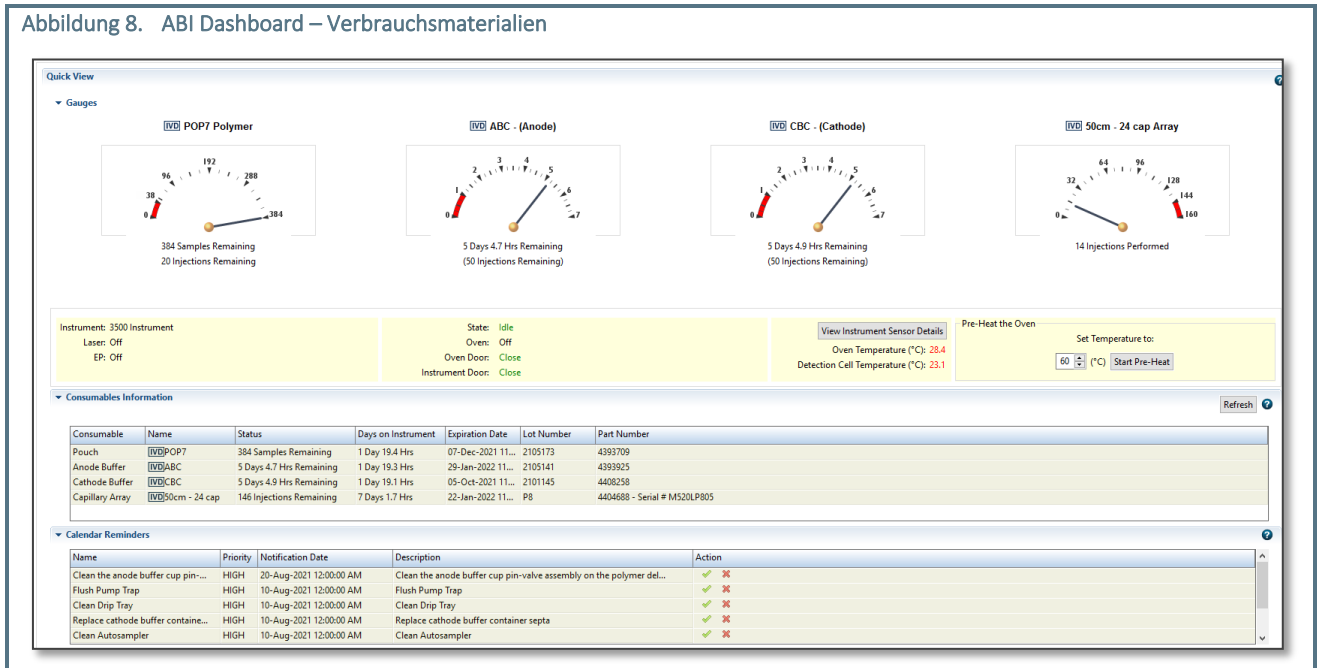 Abbildung 8. ABI Dashboard – Verbrauchsmaterialien
Quick View
Gauges
IVD POP7 Polymer
IVD ABC - (Anode)
IVD CBC - (Cathode)
IVD 50cm - 24 cap Array
0 38 96 192 288 384
0 1 2 3 4 5 6 7
0 1 2 3 4 5 6 7
0 32 64 96 128 144 160
384 Samples Remaining
20 Injections Remaining
5 Days 4.7 Hrs Remaining
(50 Injections Remaining)
5 Days 4.9 Hrs Remaining
(50 Injections Remaining)
14 Injections Performed
Instrument: 3500 Instrument
Laser: Off
EP: Off
State: Idle
Oven: Off
Oven Door: Close
Instrument Door: Close
View Instrument Sensor Details
Oven Temperature (°C): 28.4
Detection Cell Temperature (°C): 23.1
Pre-Heat the Oven
Set Temperature to:
60 (°C) Start Pre-Heat
Consumables Information
Refresh
Consumable Name Status Days on Instrument Expiration Date Lot Number Part Number
Pouch IVD POP7 384 Samples Remaining 1 Day 19.4 Hrs 07-Dec-2021 11... 2105173 4393709
Anode Buffer IVD ABC 5 Days 4.7 Hrs Remaining 1 Day 19.3 Hrs 29-Jan-2022 11... 2105141 4393925
Cathode Buffer IVD CBC 5 Days 4.9 Hrs Remaining 1 Day 19.1 Hrs 05-Oct-2021 11... 2101145 4408258
Capillary Array IVD 50cm - 24 cap 146 Injections Remaining 7 Days 1.7 Hrs 22-Jan-2022 11... P8 4404688 - Serial # M520LP805
Calendar Reminders
Name Priority Notification Date Description Action
Clean the anode buffer cup pin-... HIGH 20-Aug-2021 12:00:00 AM Clean the anode buffer cup pin-valve assembly on the polymer del...
Flush Pump Trap HIGH 10-Aug-2021 12:00:00 AM Flush Pump Trap
Clean Drip Tray HIGH 10-Aug-2021 12:00:00 AM Clean Drip Tray
Replace cathode buffer containe... HIGH 10-Aug-2021 12:00:00 AM Replace cathode buffer container septa
Clean Autosampler HIGH 10-Aug-2021 12:00:00 AM Clean Autosampler